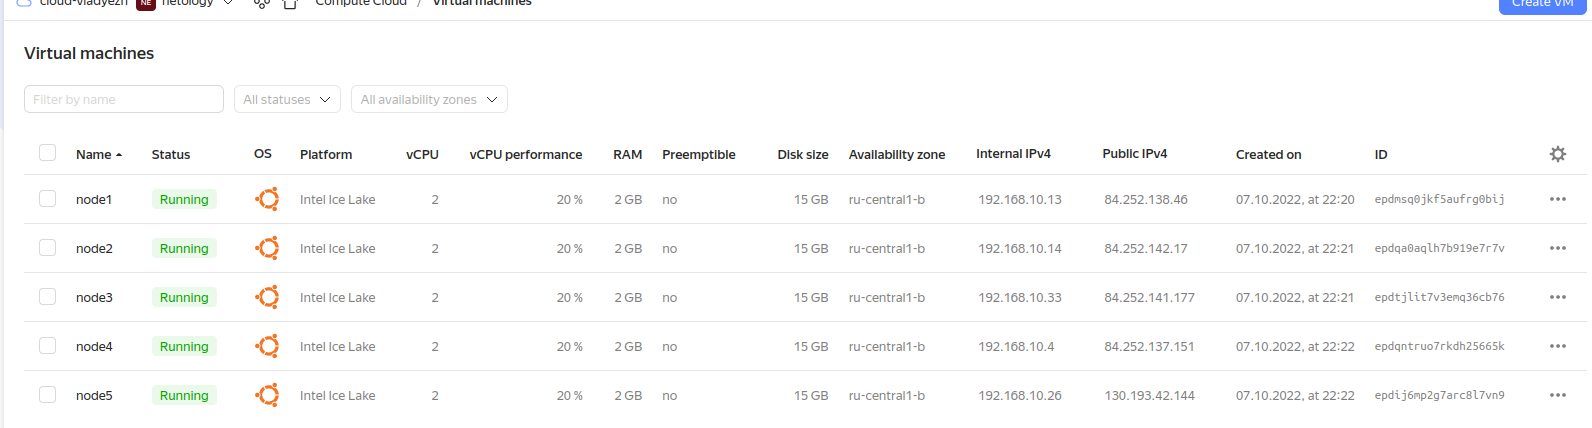 cloud-vladyezh NE netology Compute Cloud / Virtual machines Create VM
Virtual machines
Filter by name All statuses All availability zones
Name Status OS Platform vCPU vCPU performance RAM Preemptible Disk size Availability zone Internal IPv4 Public IPv4 Created on ID
node1 Running Intel Ice Lake 2 20 % 2 GB no 15 GB ru-central1-b 192.168.10.13 84.252.138.46 07.10.2022, at 22:20 epdmsq0jkf5aufrg0bij
node2 Running Intel Ice Lake 2 20 % 2 GB no 15 GB ru-central1-b 192.168.10.14 84.252.142.17 07.10.2022, at 22:21 epdqa0aqlh7b919e7r7v
node3 Running Intel Ice Lake 2 20 % 2 GB no 15 GB ru-central1-b 192.168.10.33 84.252.141.177 07.10.2022, at 22:21 epdtjlit7v3emq36cb76
node4 Running Intel Ice Lake 2 20 % 2 GB no 15 GB ru-central1-b 192.168.10.4 84.252.137.151 07.10.2022, at 22:22 epdqntruo7rkdh25665k
node5 Running Intel Ice Lake 2 20 % 2 GB no 15 GB ru-central1-b 192.168.10.26 130.193.42.144 07.10.2022, at 22:22 epdij6mp2g7arc8l7vn9